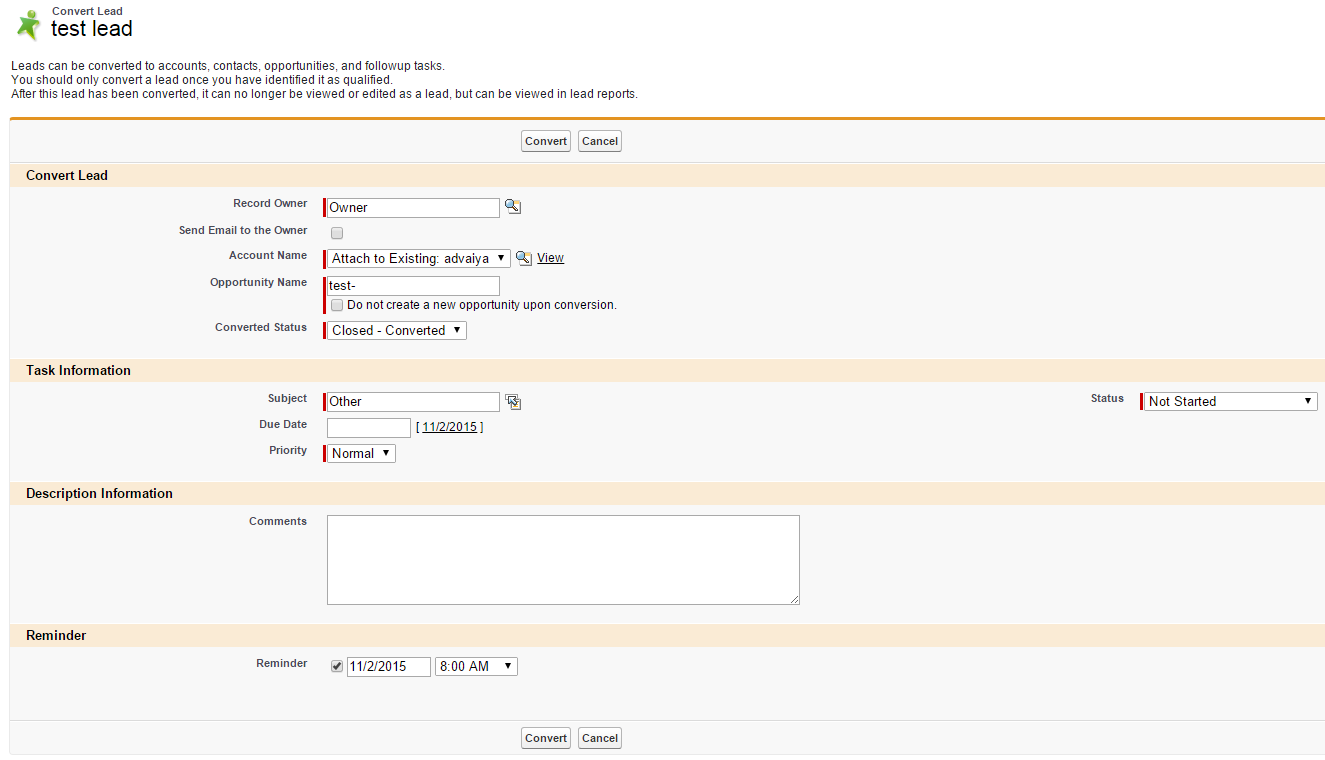 Convert Lead
test lead
Leads can be converted to accounts, contacts, opportunities, and followup tasks.
You should only convert a lead once you have identified it as qualified.
After this lead has been converted, it can no longer be viewed or edited as a lead, but can be viewed in lead reports.
Convert Cancel
Convert Lead
Record Owner Owner
Send Email to the Owner
Account Name Attach to Existing: advaiya View
Opportunity Name test-
Do not create a new opportunity upon conversion.
Converted Status Closed - Converted
Task Information
Subject Other Status Not Started
Due Date [ 11/2/2015 ]
Priority Normal
Description Information
Comments
Reminder
Reminder 11/2/2015 8:00 AM
Convert Cancel